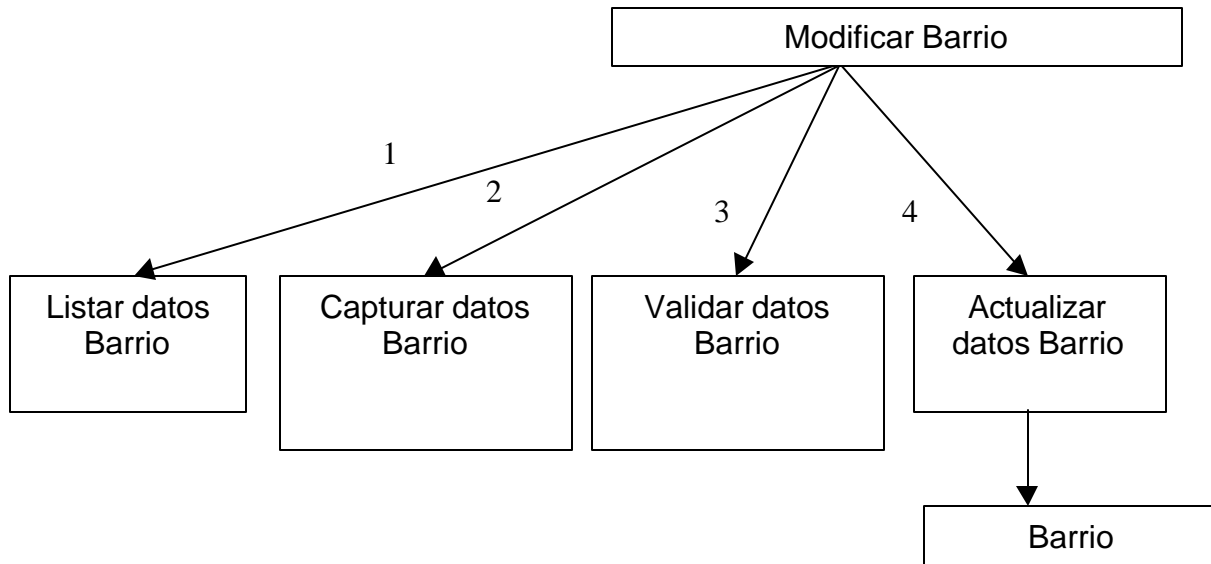 Modificar Barrio
1
2
3
4
Listar datos
Barrio
Capturar datos
Barrio
Validar datos
Barrio
Actualizar
datos Barrio
Barrio